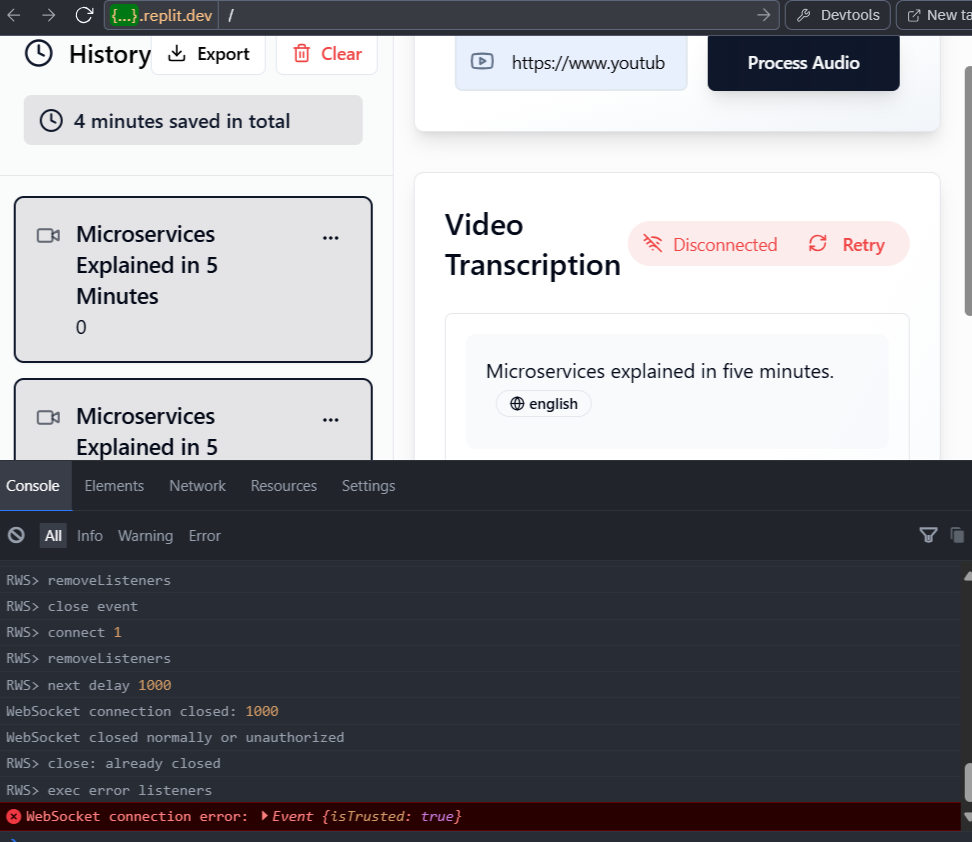 {...}.replit.dev /
Devtools
New ta
History
Export
Clear
4 minutes saved in total
Microservices
Explained in 5
Minutes
0
Microservices
Explained in 5
https://www.youtub
Process Audio
Video
Transcription
Disconnected
Retry
Microservices explained in five minutes.
english
Console Elements Network Resources Settings
All Info Warning Error
RWS> removeListeners
RWS> close event
RWS> connect 1
RWS> removeListeners
RWS> next delay 1000
WebSocket connection closed: 1000
WebSocket closed normally or unauthorized
RWS> close: already closed
RWS> exec error listeners
WebSocket connection error: Event {isTrusted: true}